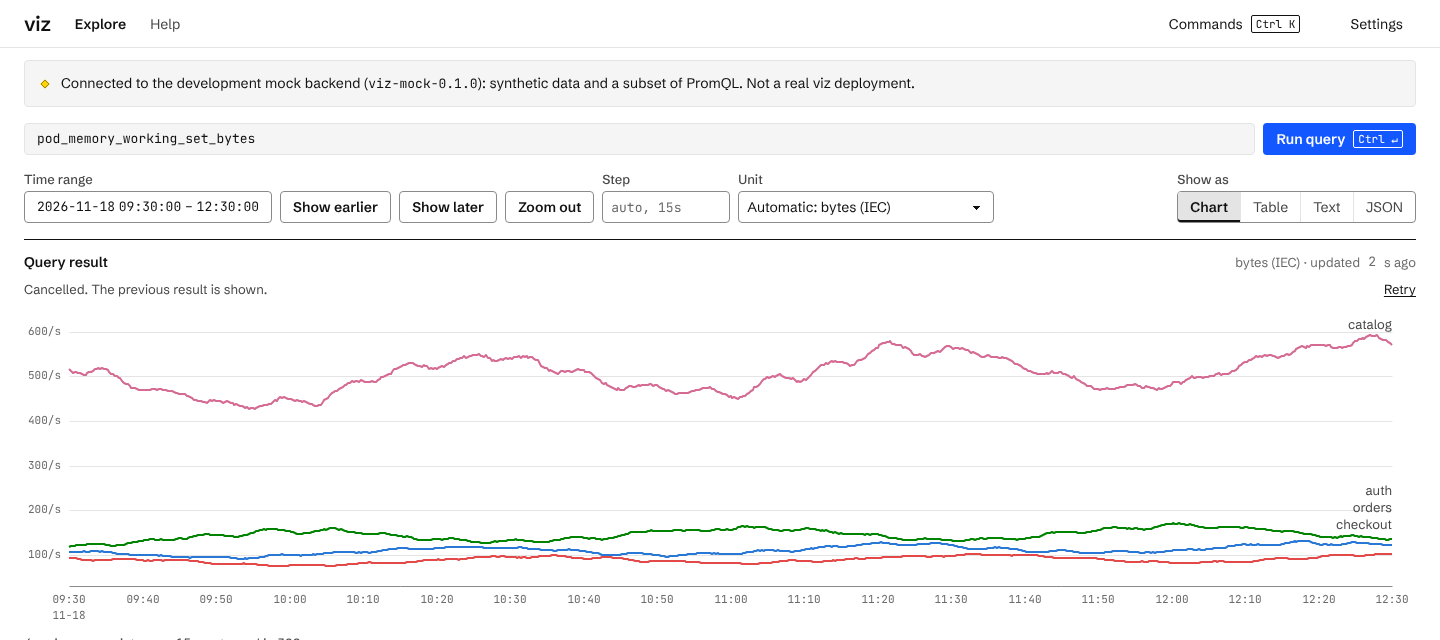 viz Explore Help Commands Ctrl K Settings
Connected to the development mock backend (viz-mock-0.1.0): synthetic data and a subset of PromQL. Not a real viz deployment.
pod_memory_working_set_bytes Run query Ctrl ↵
Time range Step Unit Show as
2026-11-18 09:30:00 – 12:30:00 Show earlier Show later Zoom out auto, 15s Automatic: bytes (IEC) Chart Table Text JSON
Query result bytes (IEC) · updated 2 s ago
Cancelled. The previous result is shown. Retry
catalog
600/s
500/s
400/s
300/s
auth
200/s
orders
checkout
100/s
09:30 09:40 09:50 10:00 10:10 10:20 10:30 10:40 10:50 11:00 11:10 11:20 11:30 11:40 11:50 12:00 12:10 12:20 12:30
11-18